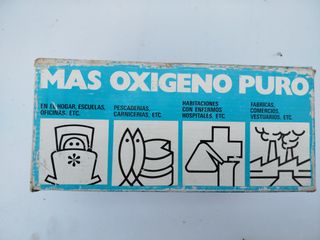 MAS OXIGENO PURO
EN EL HOGAR, ESCUELAS,
OFICINAS, ETC.
PESCADERIAS,
CARNICERIAS, ETC.
HABITACIONES
CON ENFERMOS
HOSPITALES, ETC.
FABRICAS,
COMERCIOS,
VESTUARIOS, ETC.